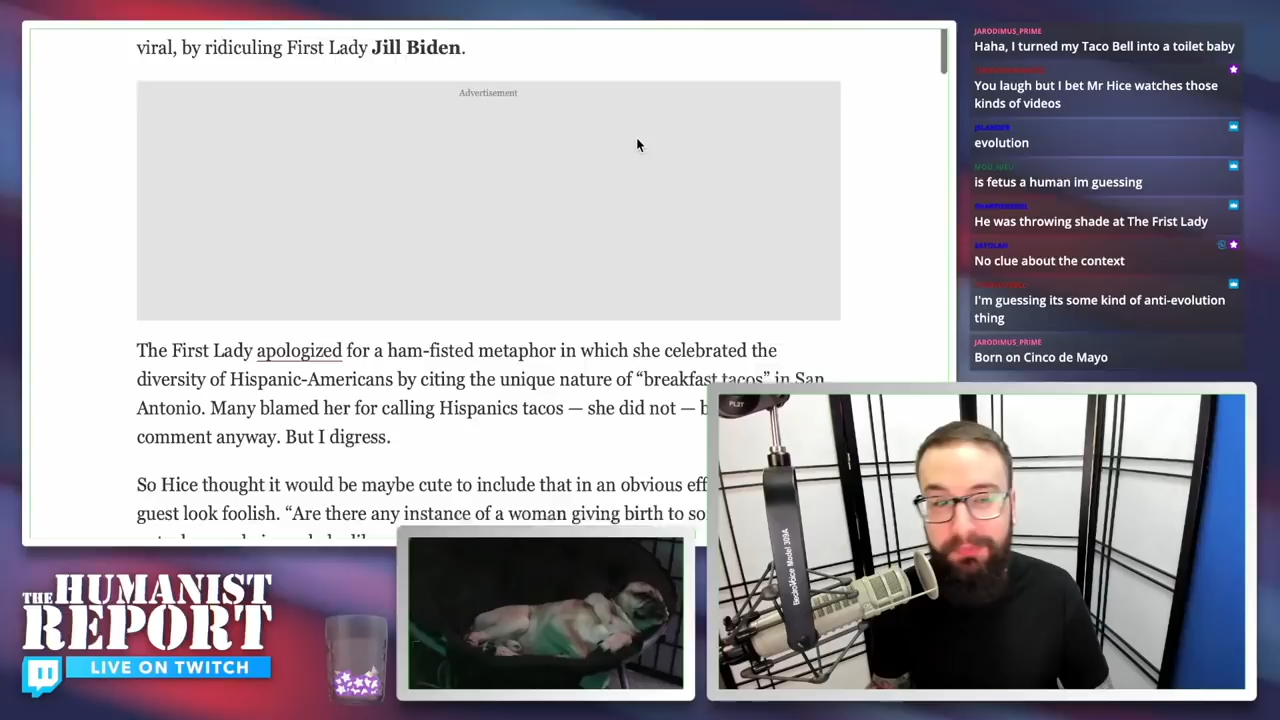 viral, by ridiculing First Lady Jill Biden.
Advertisement
The First Lady apologized for a ham-fisted metaphor in which she celebrated the
diversity of Hispanic-Americans by citing the unique nature of “breakfast tacos” in San
Antonio. Many blamed her for calling Hispanics tacos — she did not —
comment anyway. But I digress.
So Hice thought it would be maybe cute to include that in an obvious
guest look foolish. “Are there any instance of a woman giving birth to
JARODIMUS_PRIME
Haha, I turned my Taco Bell into a toilet baby
You laugh but I bet Mr Hice watches those
kinds of videos
evolution
is fetus a human im guessing
He was throwing shade at The Frist Lady
No clue about the context
I'm guessing its some kind of anti-evolution
thing
JARODIMUS_PRIME
Born on Cinco de Mayo
PL2T
ElectroVoice Model 309A
THE HUMANIST
REPORT
LIVE ON TWITCH